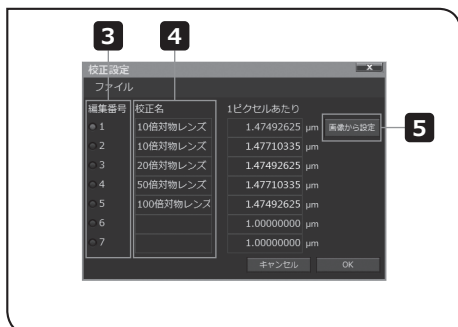 3 4
校正設定 x
ファイル
編集番号 校正名 1ピクセルあたり
1 10倍対物レンズ 1.47492625 μm 画像から設定 5
2 10倍対物レンズ 1.47710335 μm
3 20倍対物レンズ 1.47492625 μm
4 50倍対物レンズ 1.47710335 μm
5 100倍対物レンズ 1.47492625 μm
6 1.00000000 μm
7 1.00000000 μm
キャンセル OK